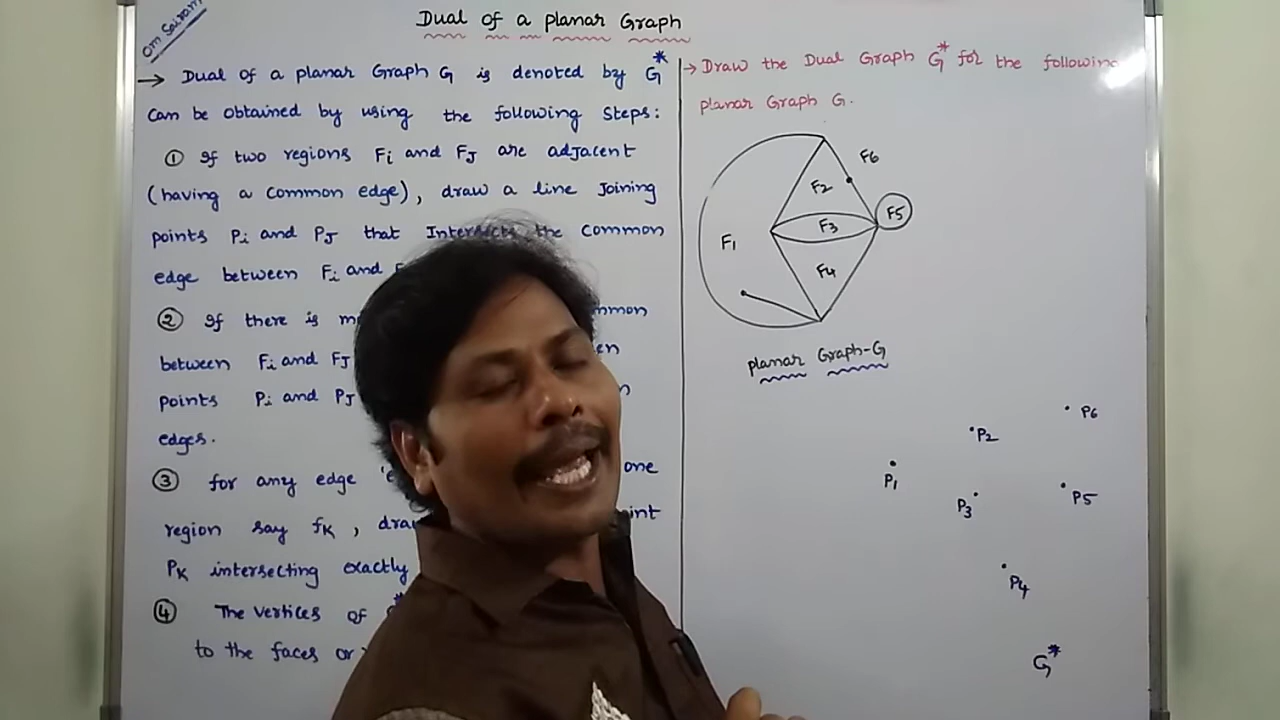 Om Sairam
Dual of a planar Graph
→ Dual of a planar Graph G is denoted by G*
can be obtained by using the following steps:
① If two regions Fi and FJ are adjacent
(having a common edge), draw a line Joining
points Pi and PJ that Intersects the common
edge between Fi and
② If there is
between Fi and FJ
points Pi and PJ
edges.
③ for any edge one
region say fK,
PK intersecting exactly
④ The vertices of
to the faces or
→ Draw the Dual Graph G* for the following
planar Graph G.
F6
F2
F5
F3
F1
F4
planar Graph-G
P6
P2
P1
P5
P3
P4
G*